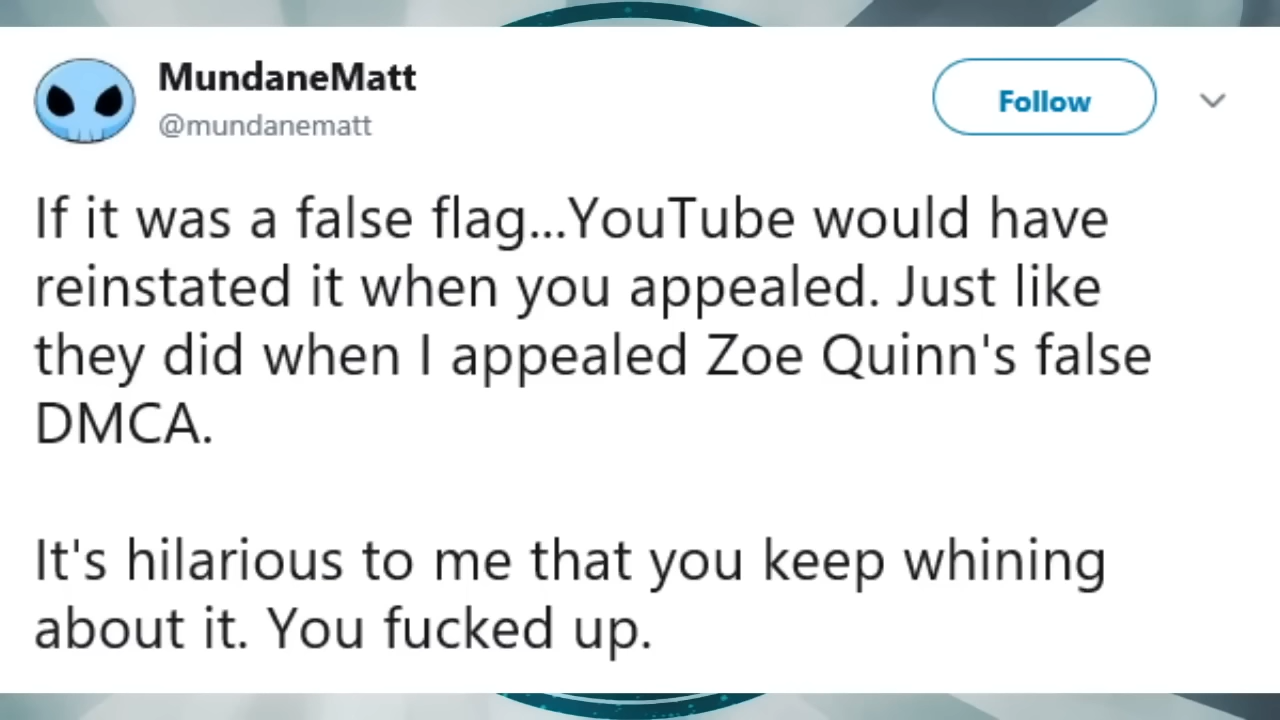 MundaneMatt
@mundanematt
Follow
If it was a false flag...YouTube would have
reinstated it when you appealed. Just like
they did when I appealed Zoe Quinn's false
DMCA.
It's hilarious to me that you keep whining
about it. You fucked up.